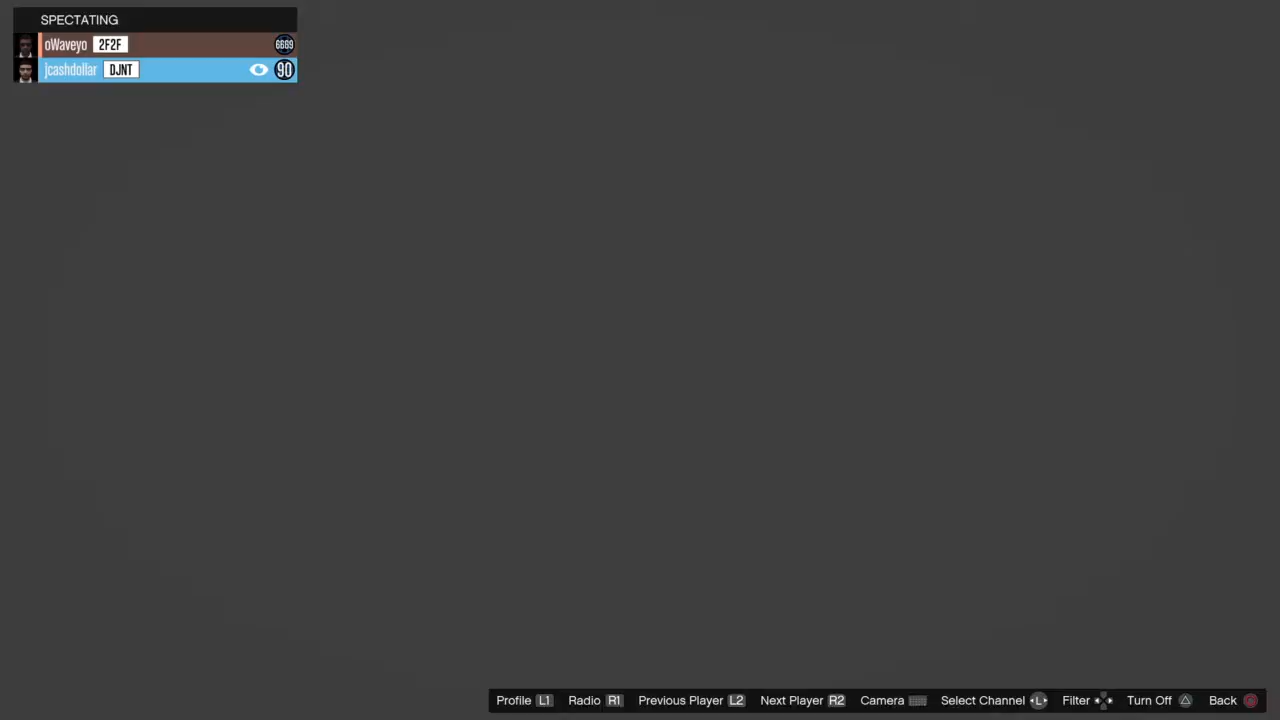 SPECTATING
oWaveyo 2F2F 6669
jcashdollar DJNT 90
Profile L1 Radio R1 Previous Player L2 Next Player R2 Camera Select Channel L Filter Turn Off Back